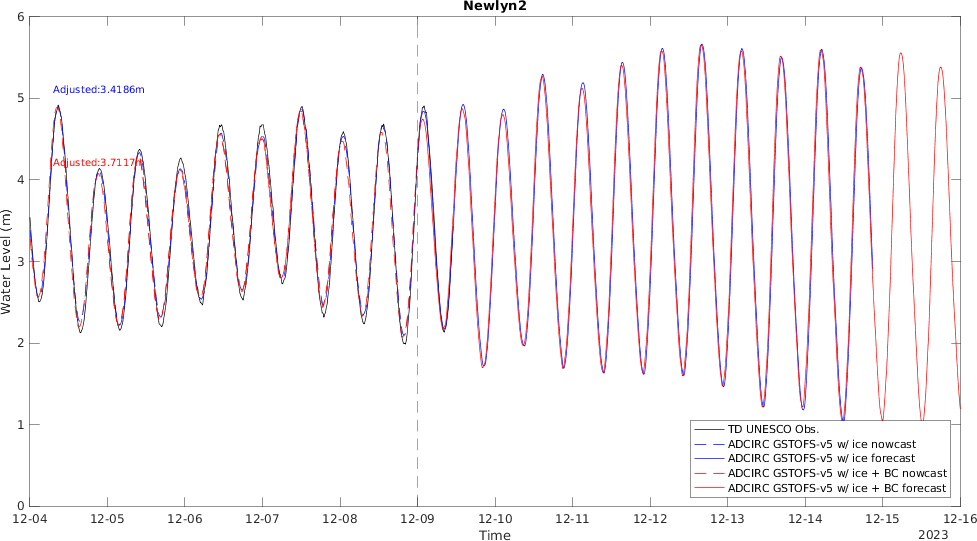 Newlyn2
6
5
4
3
2
1
0
Water Level (m)
Adjusted:3.4186m
Adjusted:3.7117m
TD UNESCO Obs.
ADCIRC GSTOFS-v5 w/ ice nowcast
ADCIRC GSTOFS-v5 w/ ice forecast
ADCIRC GSTOFS-v5 w/ ice + BC nowcast
ADCIRC GSTOFS-v5 w/ ice + BC forecast
12-04 12-05 12-06 12-07 12-08 12-09 12-10 12-11 12-12 12-13 12-14 12-15 12-16
Time
2023